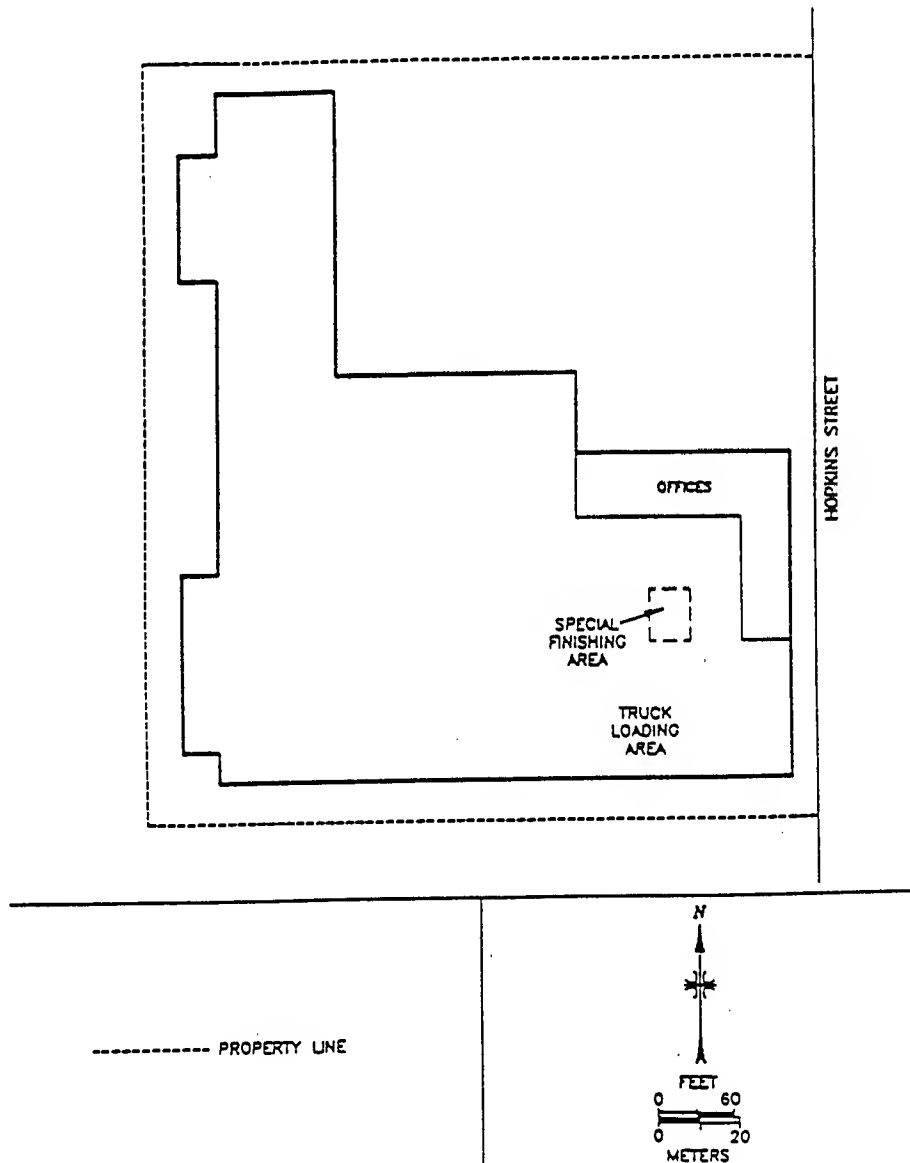 HOPKINS STREET
OFFICES
SPECIAL
FINISHING
AREA
TRUCK
LOADING
AREA
PROPERTY LINE
N
FEET
0 60
0 20
METERS